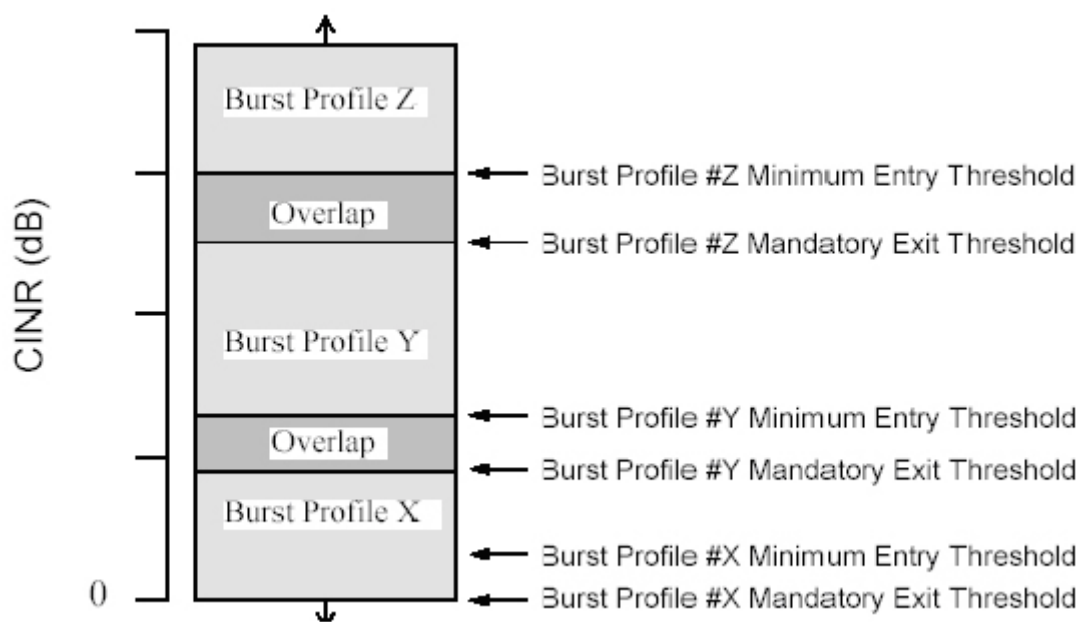 CINR (dB)
0
Burst Profile Z
Overlap
Burst Profile Y
Overlap
Burst Profile X
Burst Profile #Z Minimum Entry Threshold
Burst Profile #Z Mandatory Exit Threshold
Burst Profile #Y Minimum Entry Threshold
Burst Profile #Y Mandatory Exit Threshold
Burst Profile #X Minimum Entry Threshold
Burst Profile #X Mandatory Exit Threshold